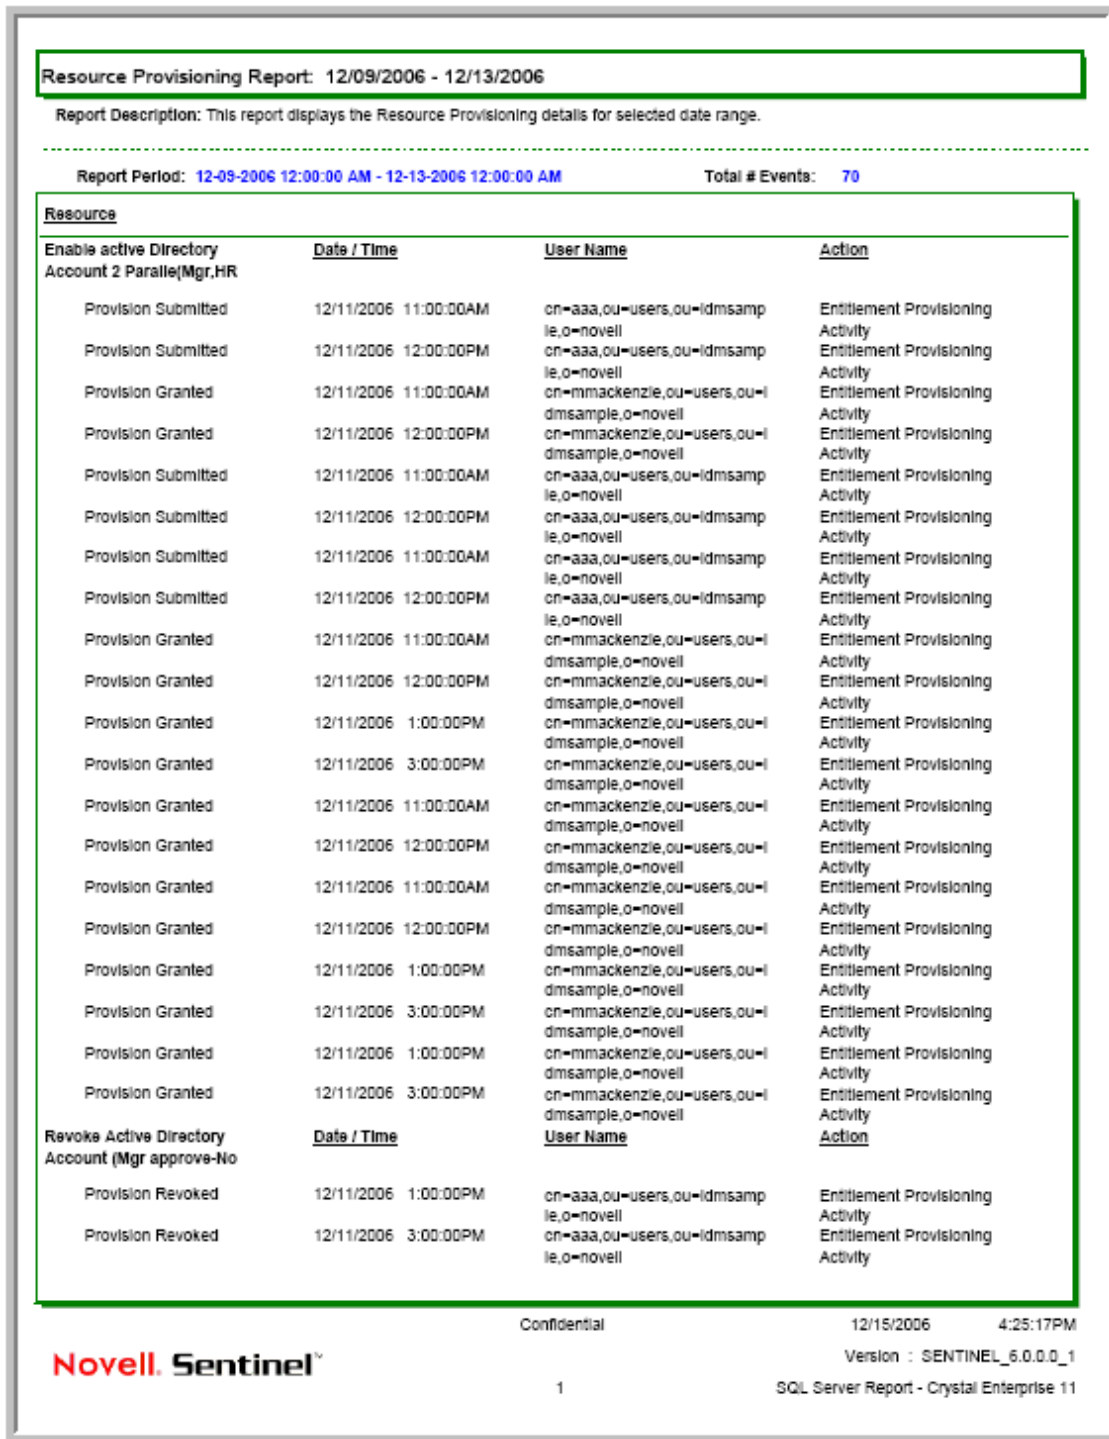 Resource Provisioning Report: 12/09/2006 - 12/13/2006
Report Description: This report displays the Resource Provisioning details for selected date range.
Report Period: 12-09-2006 12:00:00 AM - 12-13-2006 12:00:00 AM Total # Events: 70
Resource
Enable active Directory Date / Time User Name Action
Account 2 Paralle(Mgr,HR
Provision Submitted 12/11/2006 11:00:00AM cn=aaa,ou=users,ou=idmsamp Entitlement Provisioning
le,o=novell Activity
Provision Submitted 12/11/2006 12:00:00PM cn=aaa,ou=users,ou=idmsamp Entitlement Provisioning
le,o=novell Activity
Provision Granted 12/11/2006 11:00:00AM cn=mmackenzie,ou=users,ou=i Entitlement Provisioning
dmsample,o=novell Activity
Provision Granted 12/11/2006 12:00:00PM cn=mmackenzie,ou=users,ou=i Entitlement Provisioning
dmsample,o=novell Activity
Provision Submitted 12/11/2006 11:00:00AM cn=aaa,ou=users,ou=idmsamp Entitlement Provisioning
le,o=novell Activity
Provision Submitted 12/11/2006 12:00:00PM cn=aaa,ou=users,ou=idmsamp Entitlement Provisioning
le,o=novell Activity
Provision Submitted 12/11/2006 11:00:00AM cn=aaa,ou=users,ou=idmsamp Entitlement Provisioning
le,o=novell Activity
Provision Submitted 12/11/2006 12:00:00PM cn=aaa,ou=users,ou=idmsamp Entitlement Provisioning
le,o=novell Activity
Provision Granted 12/11/2006 11:00:00AM cn=mmackenzie,ou=users,ou=i Entitlement Provisioning
dmsample,o=novell Activity
Provision Granted 12/11/2006 12:00:00PM cn=mmackenzie,ou=users,ou=i Entitlement Provisioning
dmsample,o=novell Activity
Provision Granted 12/11/2006 1:00:00PM cn=mmackenzie,ou=users,ou=i Entitlement Provisioning
dmsample,o=novell Activity
Provision Granted 12/11/2006 3:00:00PM cn=mmackenzie,ou=users,ou=i Entitlement Provisioning
dmsample,o=novell Activity
Provision Granted 12/11/2006 11:00:00AM cn=mmackenzie,ou=users,ou=i Entitlement Provisioning
dmsample,o=novell Activity
Provision Granted 12/11/2006 12:00:00PM cn=mmackenzie,ou=users,ou=i Entitlement Provisioning
dmsample,o=novell Activity
Provision Granted 12/11/2006 11:00:00AM cn=mmackenzie,ou=users,ou=i Entitlement Provisioning
dmsample,o=novell Activity
Provision Granted 12/11/2006 12:00:00PM cn=mmackenzie,ou=users,ou=i Entitlement Provisioning
dmsample,o=novell Activity
Provision Granted 12/11/2006 1:00:00PM cn=mmackenzie,ou=users,ou=i Entitlement Provisioning
dmsample,o=novell Activity
Provision Granted 12/11/2006 3:00:00PM cn=mmackenzie,ou=users,ou=i Entitlement Provisioning
dmsample,o=novell Activity
Provision Granted 12/11/2006 1:00:00PM cn=mmackenzie,ou=users,ou=i Entitlement Provisioning
dmsample,o=novell Activity
Provision Granted 12/11/2006 3:00:00PM cn=mmackenzie,ou=users,ou=i Entitlement Provisioning
dmsample,o=novell Activity
Revoke Active Directory Date / Time User Name Action
Account (Mgr approve-No
Provision Revoked 12/11/2006 1:00:00PM cn=aaa,ou=users,ou=idmsamp Entitlement Provisioning
le,o=novell Activity
Provision Revoked 12/11/2006 3:00:00PM cn=aaa,ou=users,ou=idmsamp Entitlement Provisioning
le,o=novell Activity
Confidential 12/15/2006 4:25:17PM
Novell. Sentinel™ Version : SENTINEL_6.0.0.0_1
1 SQL Server Report - Crystal Enterprise 11